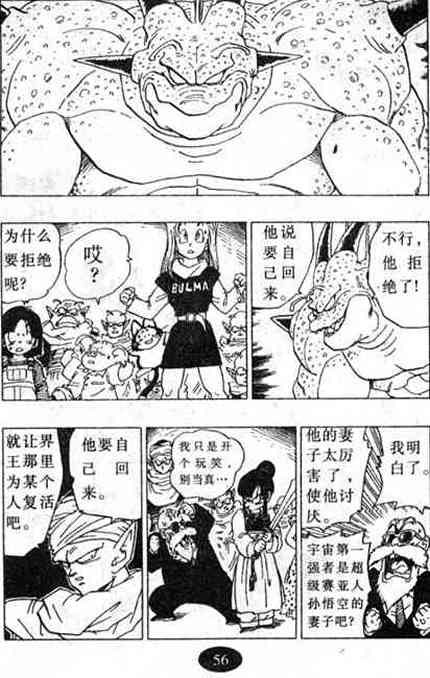 不行，
他拒
绝了！
他说
要自
己回
来。
BULMA
哎？
为什么
要拒绝
呢？
我明
白了。
他的妻
子太厉
害了，
使他讨
厌。
宇宙第一
强者是超
级赛亚人
孙悟空的
妻子吧？
我只是开
个玩笑，
别当真…
他要自
己回
来。
就让界
王那里
为某个
人复活
吧。
56